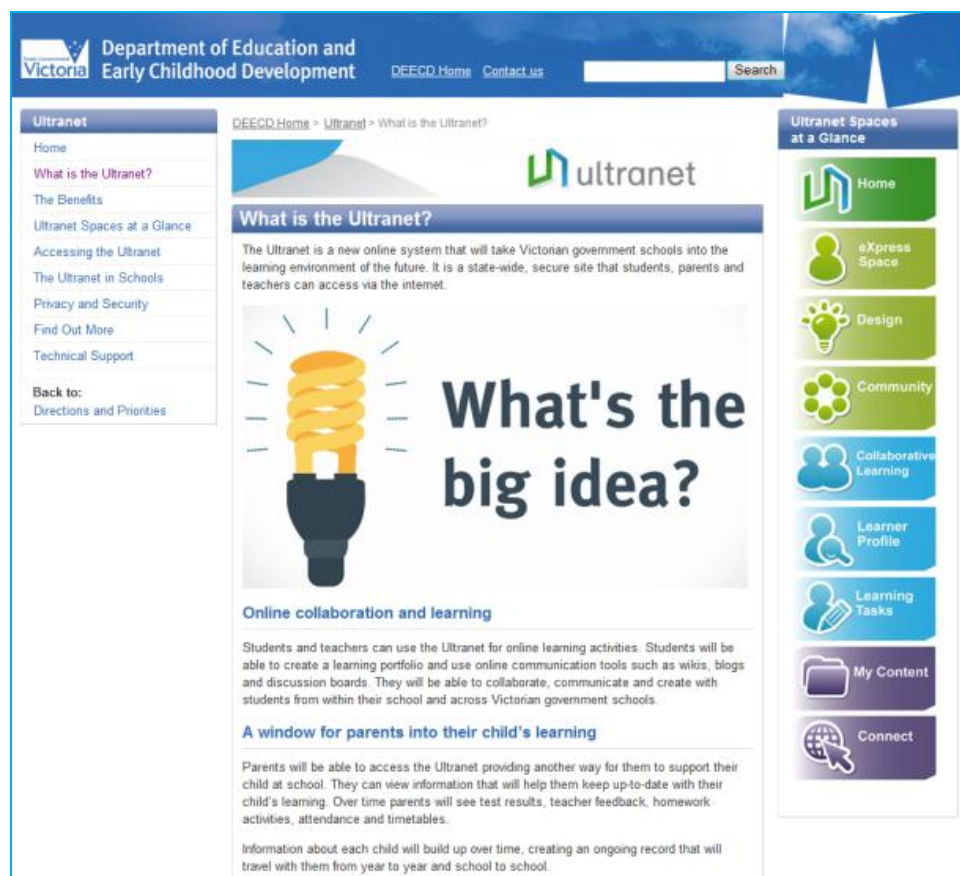 Victoria
Department of Education and
Early Childhood Development
DEECD Home Contact us
Search
Ultranet
Home
What is the Ultranet?
The Benefits
Ultranet Spaces at a Glance
Accessing the Ultranet
The Ultranet in Schools
Privacy and Security
Find Out More
Technical Support
Back to:
Directions and Priorities
DEECD Home > Ultranet > What is the Ultranet?
ultranet
What is the Ultranet?
The Ultranet is a new online system that will take Victorian government schools into the
learning environment of the future. It is a state-wide, secure site that students, parents and
teachers can access via the internet.
What's the
big idea?
Online collaboration and learning
Students and teachers can use the Ultranet for online learning activities. Students will be
able to create a learning portfolio and use online communication tools such as wikis, blogs
and discussion boards. They will be able to collaborate, communicate and create with
students from within their school and across Victorian government schools.
A window for parents into their child's learning
Parents will be able to access the Ultranet providing another way for them to support their
child at school. They can view information that will help them keep up-to-date with their
child's learning. Over time parents will see test results, teacher feedback, homework
activities, attendance and timetables.
Information about each child will build up over time, creating an ongoing record that will
travel with them from year to year and school to school.
Ultranet Spaces
at a Glance
Home
eXpress
Space
Design
Community
Collaborative
Learning
Learner
Profile
Learning
Tasks
My Content
Connect